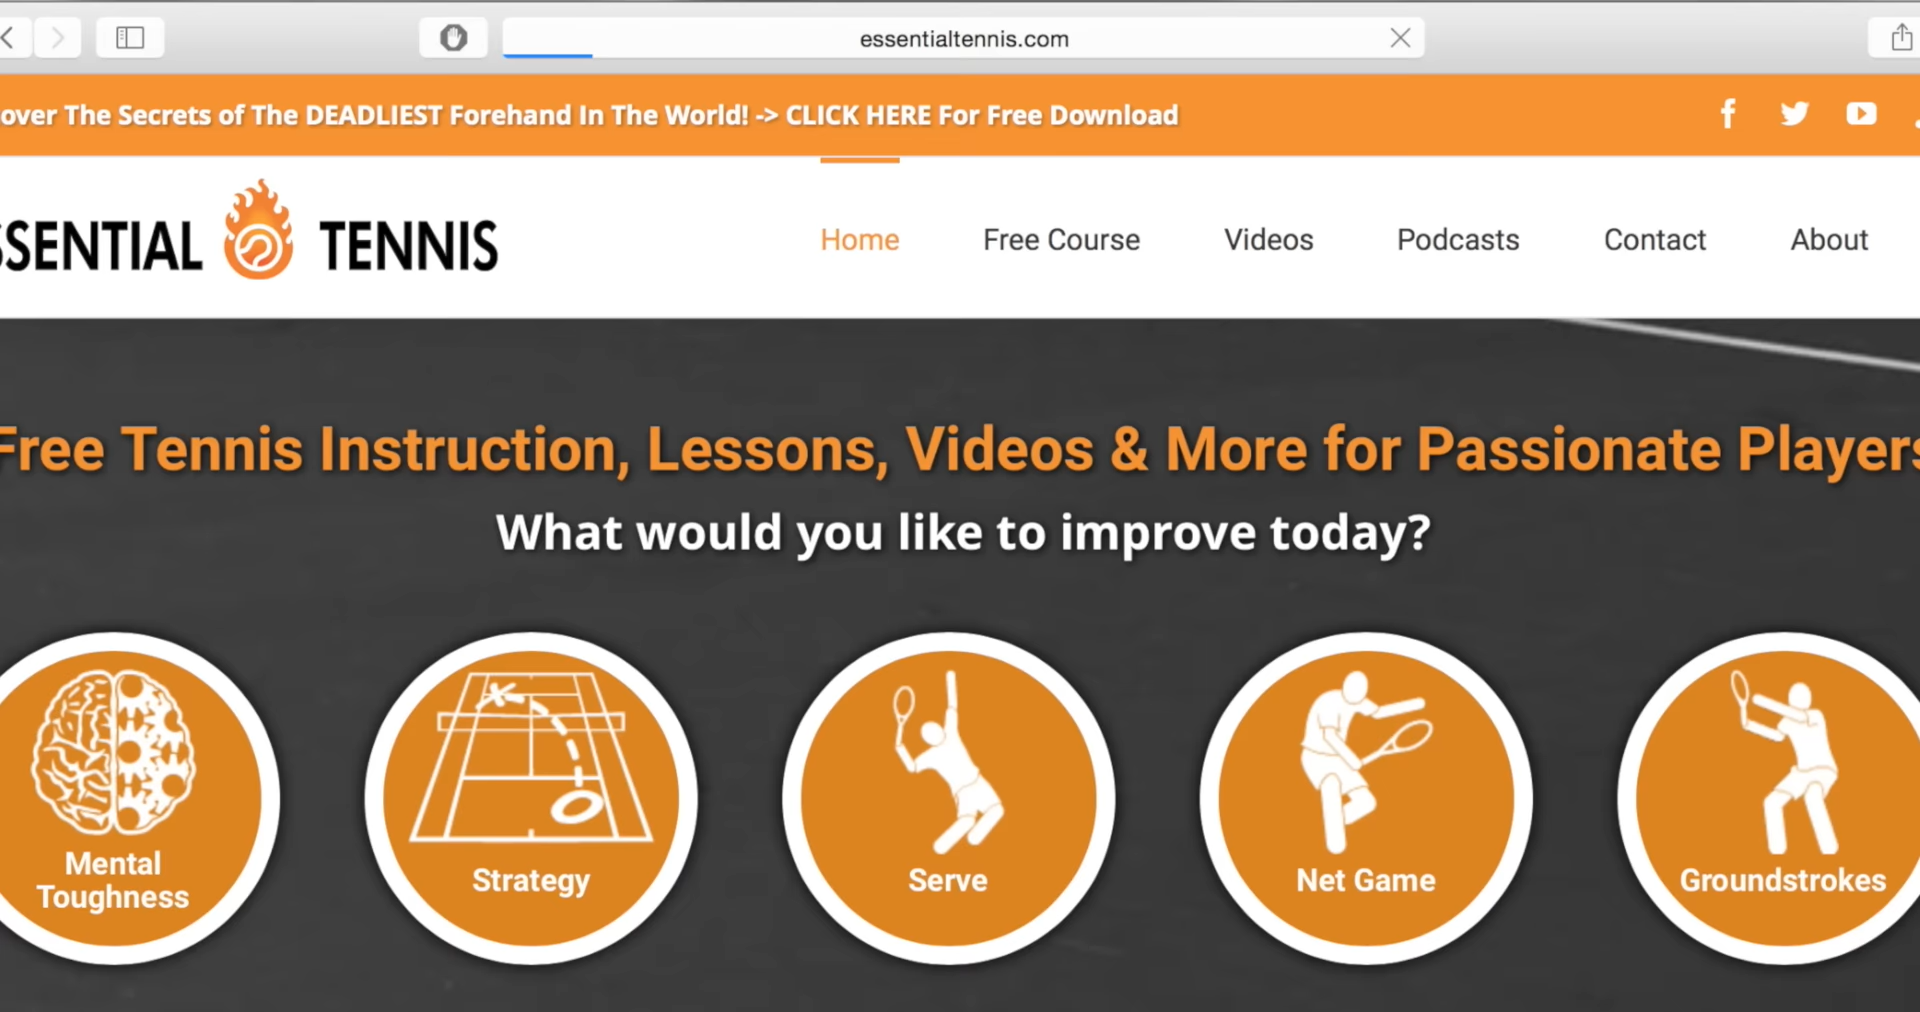 essentialtennis.com
over The Secrets of The DEADLIEST Forehand In The World! -> CLICK HERE For Free Download
SSENTIAL TENNIS
Home Free Course Videos Podcasts Contact About
Free Tennis Instruction, Lessons, Videos & More for Passionate Players
What would you like to improve today?
Mental
Toughness
Strategy
Serve
Net Game
Groundstrokes